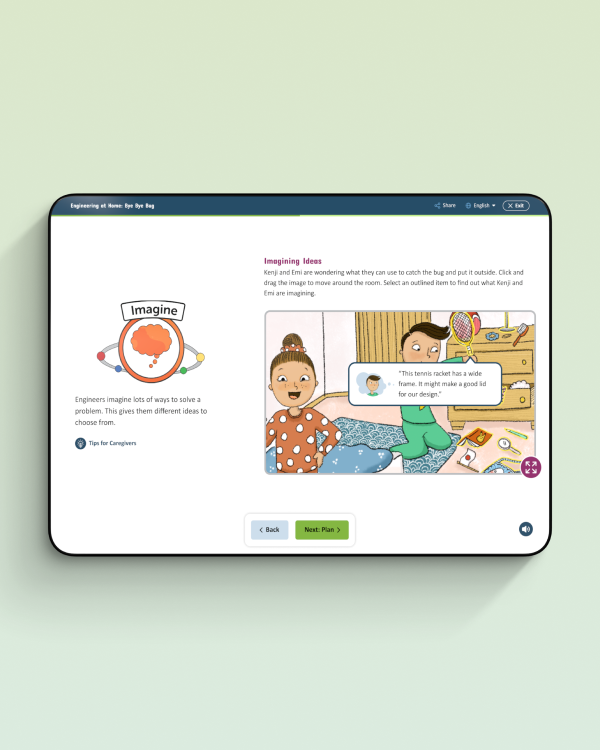 Engineering at Home: Bye Bye Bug
Share
English
Exit
Imagine
Engineers imagine lots of ways to solve a
problem. This gives them different ideas to
choose from.
Tips for Caregivers
Imagining Ideas
Kenji and Emi are wondering what they can use to catch the bug and put it outside. Click and
drag the image to move around the room. Select an outlined item to find out what Kenji and
Emi are imagining.
"This tennis racket has a wide
frame. It might make a good lid
for our design."
Back
Next: Plan